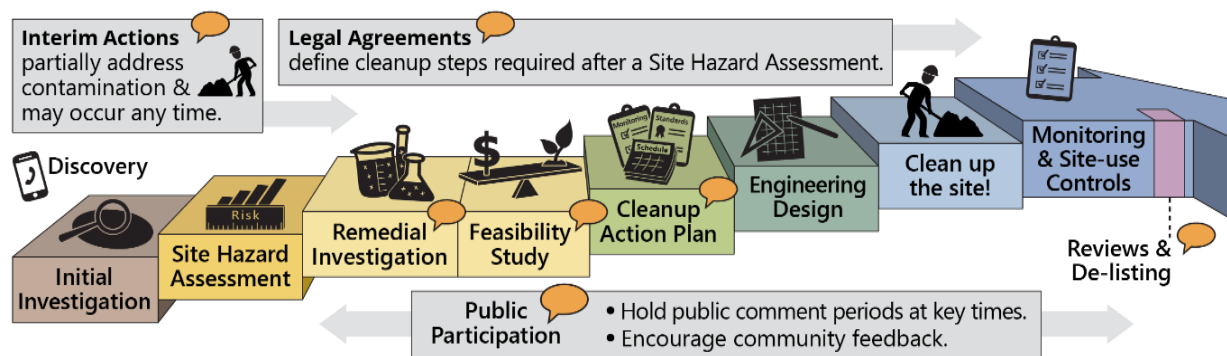 Interim Actions
partially address
contamination &
may occur any time.
Legal Agreements
define cleanup steps required after a Site Hazard Assessment.
Discovery
Initial
Investigation
Risk
Site Hazard
Assessment
Remedial
Investigation
$
Feasibility
Study
Monitoring
Standards
Schedule
Cleanup
Action Plan
Engineering
Design
Clean up
the site!
Monitoring
& Site-use
Controls
Reviews &
De-listing
Public
Participation
• Hold public comment periods at key times.
• Encourage community feedback.